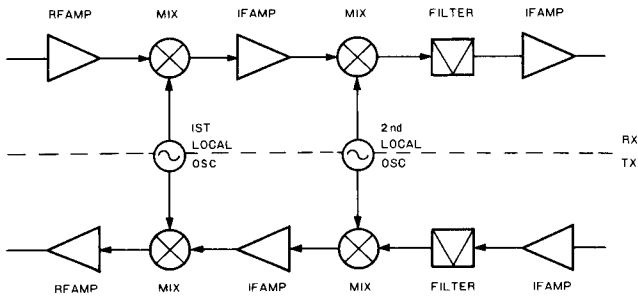 RFAMP MIX IFAMP MIX FILTER IFAMP
IST
LOCAL
OSC
2nd
LOCAL
OSC
RX
TX
RFAMP MIX IFAMP MIX FILTER IFAMP